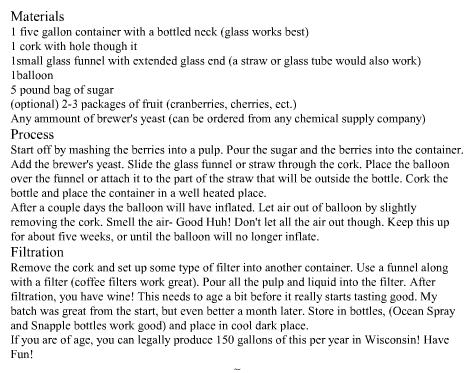 Materials
1 five gallon container with a bottled neck (glass works best)
1 cork with hole though it
1small glass funnel with extended glass end (a straw or glass tube would also work)
1balloon
5 pound bag of sugar
(optional) 2-3 packages of fruit (cranberries, cherries, ect.)
Any ammount of brewer's yeast (can be ordered from any chemical supply company)
Process
Start off by mashing the berries into a pulp. Pour the sugar and the berries into the container.
Add the brewer's yeast. Slide the glass funnel or straw through the cork. Place the balloon
over the funnel or attach it to the part of the straw that will be outside the bottle. Cork the
bottle and place the container in a well heated place.
After a couple days the balloon will have inflated. Let air out of balloon by slightly
removing the cork. Smell the air- Good Huh! Don't let all the air out though. Keep this up
for about five weeks, or until the balloon will no longer inflate.
Filtration
Remove the cork and set up some type of filter into another container. Use a funnel along
with a filter (coffee filters work great). Pour all the pulp and liquid into the filter. After
filtration, you have wine! This needs to age a bit before it really starts tasting good. My
batch was great from the start, but even better a month later. Store in bottles, (Ocean Spray
and Snapple bottles work good) and place in cool dark place.
If you are of age, you can legally produce 150 gallons of this per year in Wisconsin! Have
Fun!
~